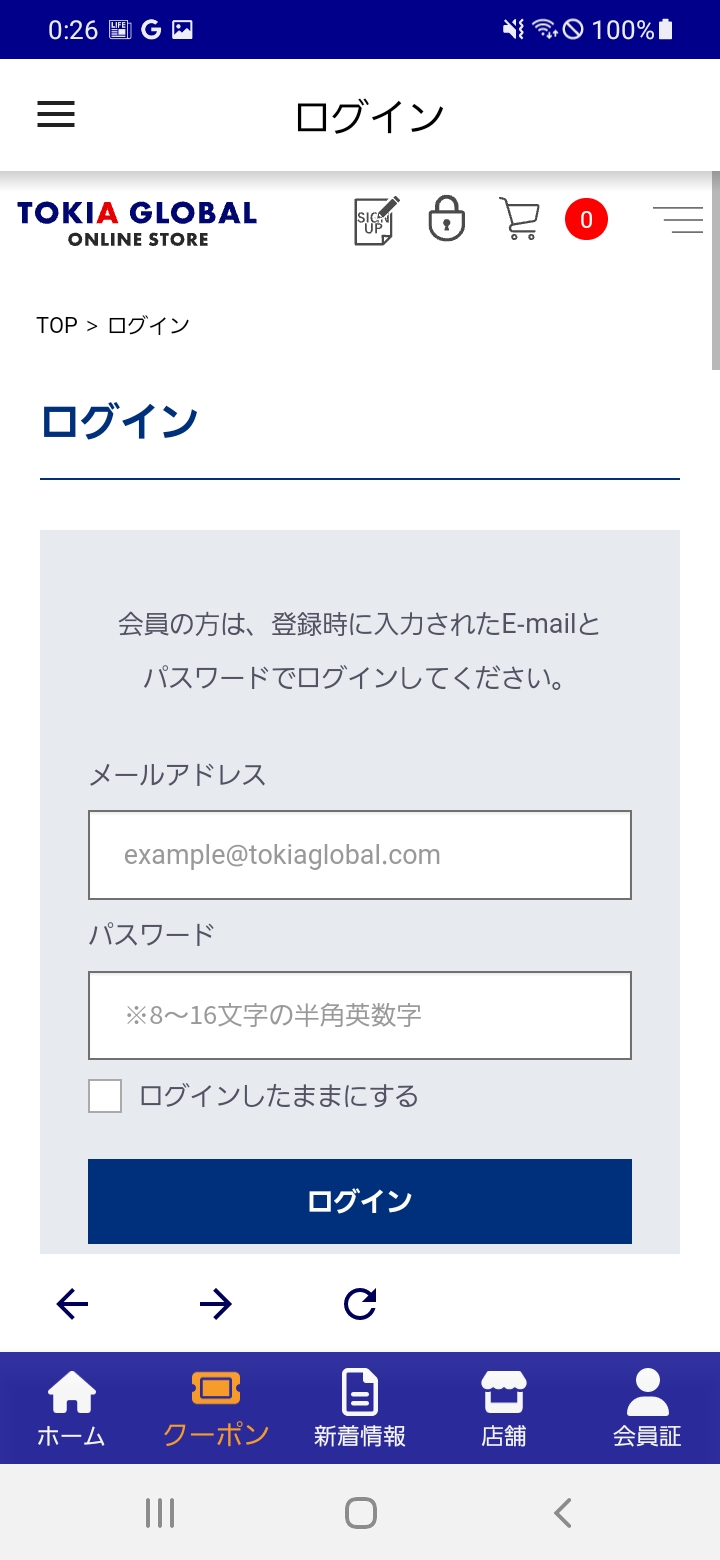 0:26 LIFE G 100%
ログイン
TOKIA GLOBAL
ONLINE STORE
SIGN
UP
0
TOP > ログイン
ログイン
会員の方は、登録時に入力されたE-mailと
パスワードでログインしてください。
メールアドレス
example@tokiaglobal.com
パスワード
※8〜16文字の半角英数字
ログインしたままにする
ログイン
ホーム クーポン 新着情報 店舗 会員証